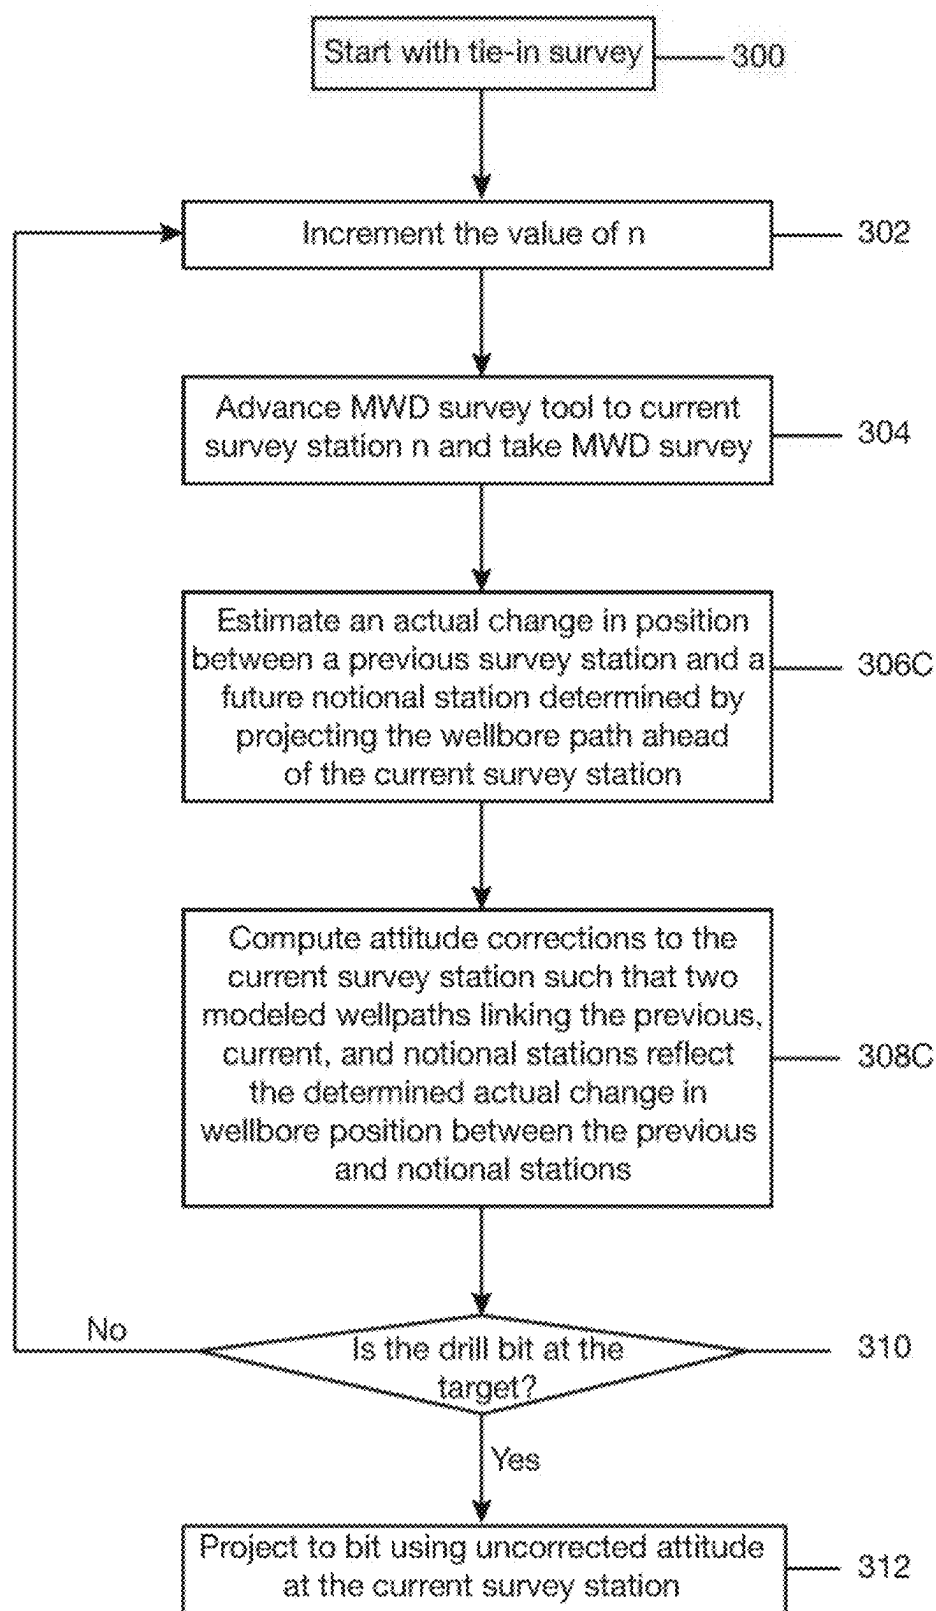 Start with tie-in survey
300
Increment the value of n
302
Advance MWD survey tool to current
survey station n and take MWD survey
304
Estimate an actual change in position
between a previous survey station and a
future notional station determined by
projecting the wellbore path ahead
of the current survey station
306C
Compute attitude corrections to the
current survey station such that two
modeled wellpaths linking the previous,
current, and notional stations reflect
the determined actual change in
wellbore position between the previous
and notional stations
308C
No
Is the drill bit at the
target?
310
Yes
Project to bit using uncorrected attitude
at the current survey station
312